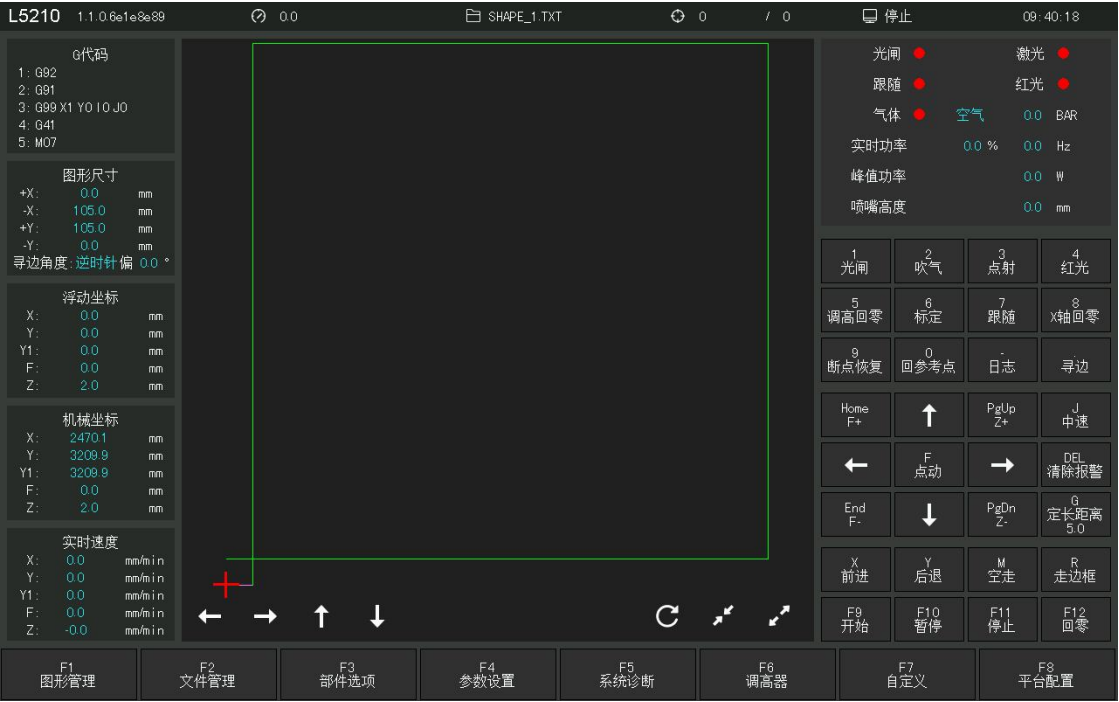 L5210 1.1.0.6e1e8e89 0.0 SHAPE_1.TXT 0 / 0 停止 09:40:18
G代码
1: G92
2: G91
3: G99 X1 Y0 I0 J0
4: G41
5: M07
图形尺寸
+X: 0.0 mm
-X: 105.0 mm
+Y: 105.0 mm
-Y: 0.0 mm
寻边角度:逆时针偏 0.0 °
浮动坐标
X: 0.0 mm
Y: 0.0 mm
Y1: 0.0 mm
F: 0.0 mm
Z: 2.0 mm
机械坐标
X: 2470.1 mm
Y: 3209.9 mm
Y1: 3209.9 mm
F: 0.0 mm
Z: 2.0 mm
实时速度
X: 0.0 mm/min
Y: 0.0 mm/min
Y1: 0.0 mm/min
F: 0.0 mm/min
Z: -0.0 mm/min
光闸 激光
跟随 红光
气体 空气 0.0 BAR
实时功率 0.0 % 0.0 Hz
峰值功率 0.0 W
喷嘴高度 0.0 mm
1 2 3 4
光闸 吹气 点射 红光
5 6 7 8
调高回零 标定 跟随 X轴回零
9 0 - .
断点恢复 回参考点 日志 寻边
Home PgUp J
F+ Z+ 中速
F DEL
点动 清除报警
End PgDn G
F- Z- 定长距离
5.0
X Y M R
前进 后退 空走 走边框
F9 F10 F11 F12
开始 暂停 停止 回零
F1 F2 F3 F4 F5 F6 F7 F8
图形管理 文件管理 部件选项 参数设置 系统诊断 调高器 自定义 平台配置